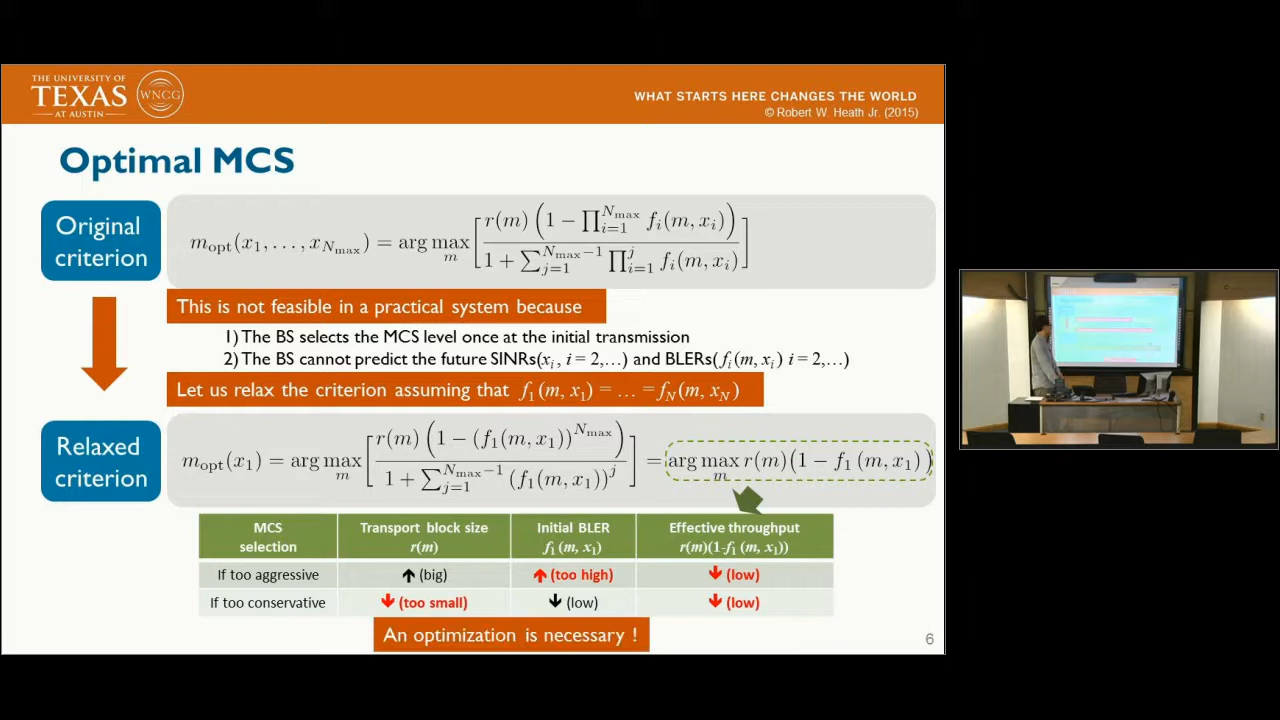 THE UNIVERSITY OF
TEXAS
AT AUSTIN
WNCG
WHAT STARTS HERE CHANGES THE WORLD
© Robert W. Heath Jr. (2015)
Optimal MCS
Original
criterion
m_opt(x_1, . . . , x_{N_max}) = arg max_m [ r(m) (1 − ∏_{i=1}^{N_max} f_i(m, x_i)) / (1 + ∑_{j=1}^{N_max−1} ∏_{i=1}^{j} f_i(m, x_i)) ]
This is not feasible in a practical system because
1) The BS selects the MCS level once at the initial transmission
2) The BS cannot predict the future SINRs(x_i, i = 2,…) and BLERs(f_i(m, x_i) i = 2,…)
Let us relax the criterion assuming that f_1(m, x_1) = … =f_N(m, x_N)
Relaxed
criterion
m_opt(x_1) = arg max_m [ r(m) (1 − (f_1(m, x_1))^{N_max}) / (1 + ∑_{j=1}^{N_max−1} (f_1(m, x_1))^j) ] = arg max_m r(m)(1 − f_1 (m, x_1))
MCS selection | Transport block size r(m) | Initial BLER f_1 (m, x_1) | Effective throughput r(m)(1-f_1 (m, x_1))
If too aggressive | ↑ (big) | ↑ (too high) | ↓ (low)
If too conservative | ↓ (too small) | ↓ (low) | ↓ (low)
An optimization is necessary !
6